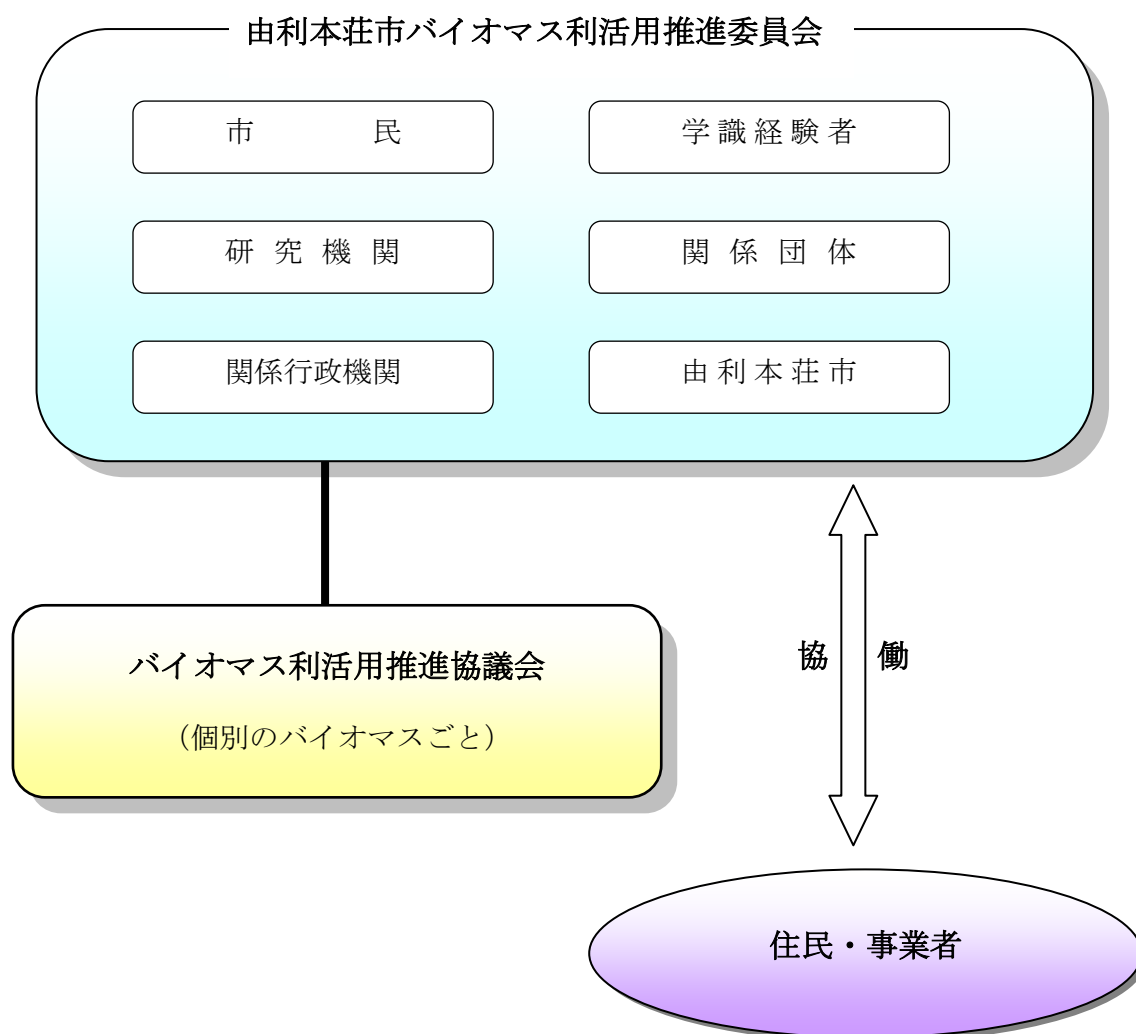 由利本荘市バイオマス利活用推進委員会
市　　　民
学識経験者
研究機関
関係団体
関係行政機関
由利本荘市
バイオマス利活用推進協議会
（個別のバイオマスごと）
協働
住民・事業者